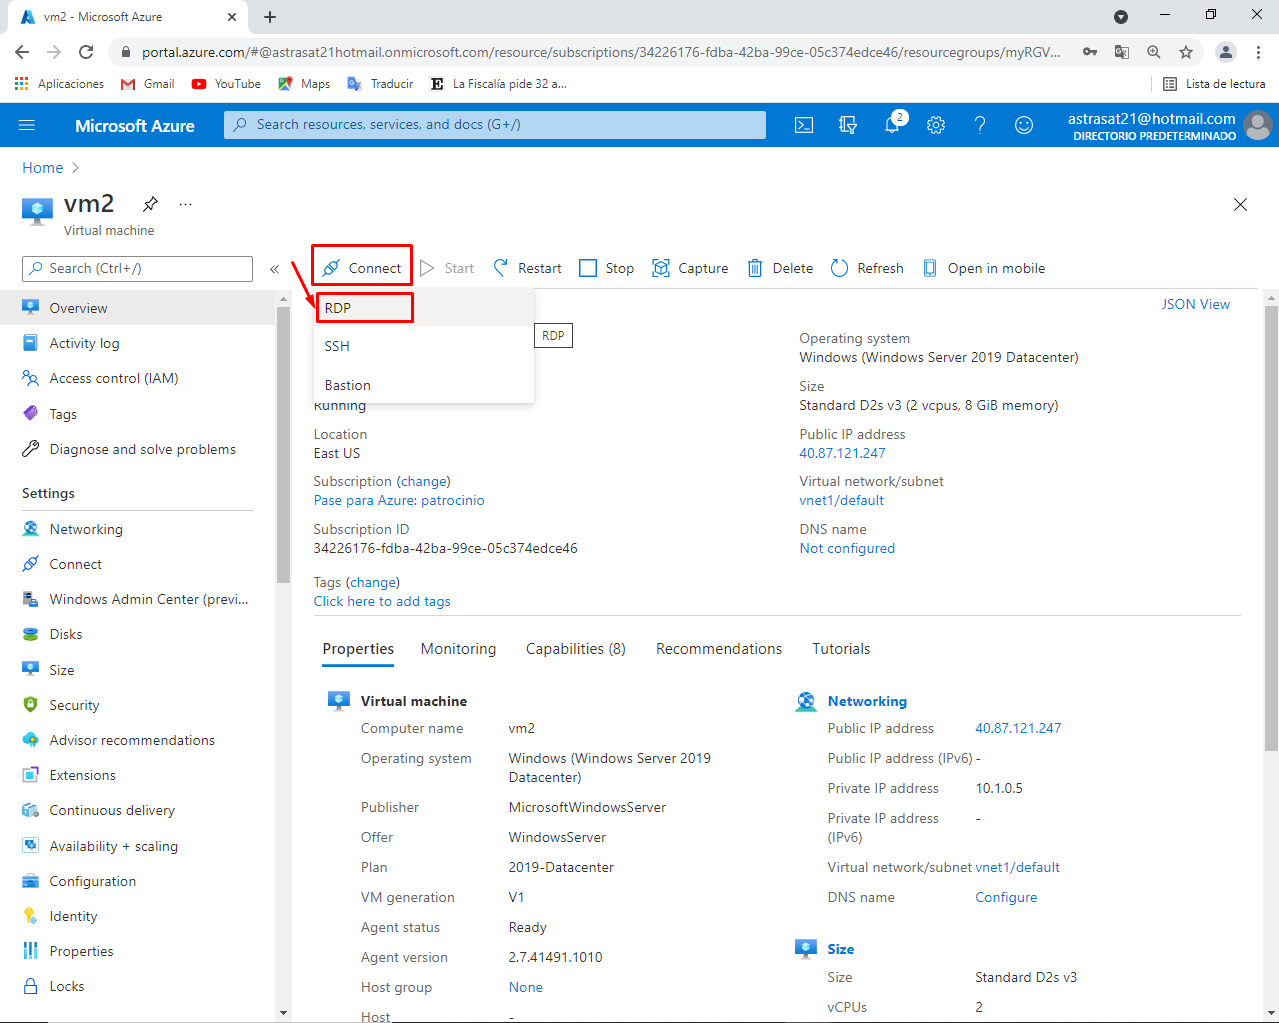 vm2 - Microsoft Azure
portal.azure.com/#@astrasat21hotmail.onmicrosoft.com/resource/subscriptions/34226176-fdba-42ba-99ce-05c374edce46/resourcegroups/myRGV...
Aplicaciones
Gmail
YouTube
Maps
Traducir
La Fiscalía pide 32 a...
Lista de lectura
Microsoft Azure
Search resources, services, and docs (G+/)
2
astrasat21@hotmail.com
DIRECTORIO PREDETERMINADO
Home
vm2
Virtual machine
Search (Ctrl+/)
Connect
Start
Restart
Stop
Capture
Delete
Refresh
Open in mobile
RDP
SSH
Bastion
RDP
JSON View
Overview
Activity log
Access control (IAM)
Tags
Diagnose and solve problems
Settings
Networking
Connect
Windows Admin Center (previ...
Disks
Size
Security
Advisor recommendations
Extensions
Continuous delivery
Availability + scaling
Configuration
Identity
Properties
Locks
Running
Location
East US
Subscription (change)
Pase para Azure: patrocinio
Subscription ID
34226176-fdba-42ba-99ce-05c374edce46
Tags (change)
Click here to add tags
Operating system
Windows (Windows Server 2019 Datacenter)
Size
Standard D2s v3 (2 vcpus, 8 GiB memory)
Public IP address
40.87.121.247
Virtual network/subnet
vnet1/default
DNS name
Not configured
Properties
Monitoring
Capabilities (8)
Recommendations
Tutorials
Virtual machine
Computer name vm2
Operating system Windows (Windows Server 2019
Datacenter)
Publisher MicrosoftWindowsServer
Offer WindowsServer
Plan 2019-Datacenter
VM generation V1
Agent status Ready
Agent version 2.7.41491.1010
Host group None
Host -
Networking
Public IP address 40.87.121.247
Public IP address (IPv6) -
Private IP address 10.1.0.5
Private IP address -
(IPv6)
Virtual network/subnet vnet1/default
DNS name Configure
Size
Size Standard D2s v3
vCPUs 2